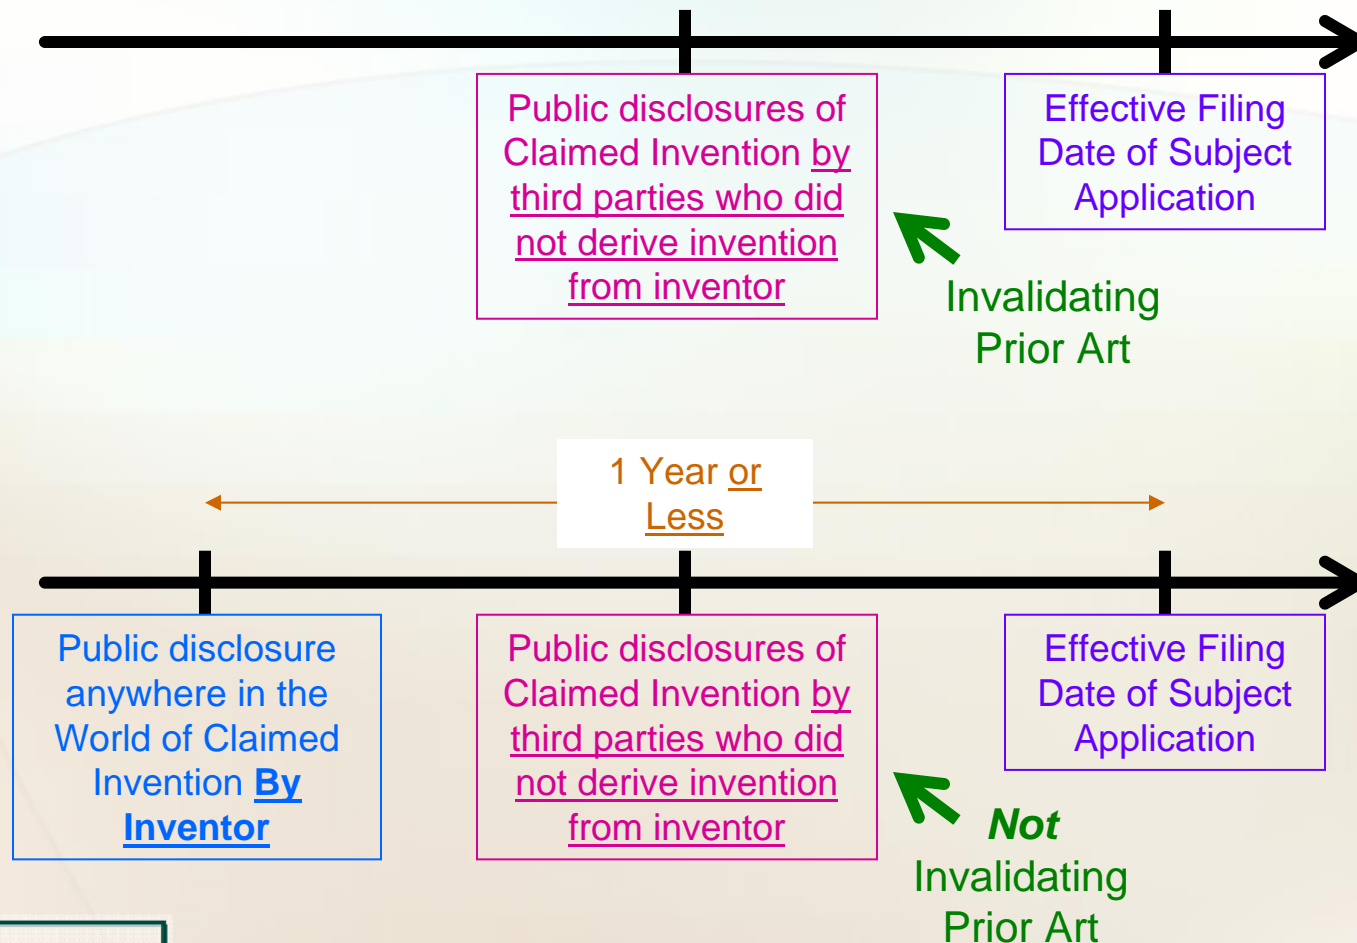 Public disclosures of
Claimed Invention by
third parties who did
not derive invention
from inventor
Effective Filing
Date of Subject
Application
Invalidating
Prior Art
1 Year or
Less
Public disclosure
anywhere in the
World of Claimed
Invention By
Inventor
Public disclosures of
Claimed Invention by
third parties who did
not derive invention
from inventor
Effective Filing
Date of Subject
Application
Not
Invalidating
Prior Art